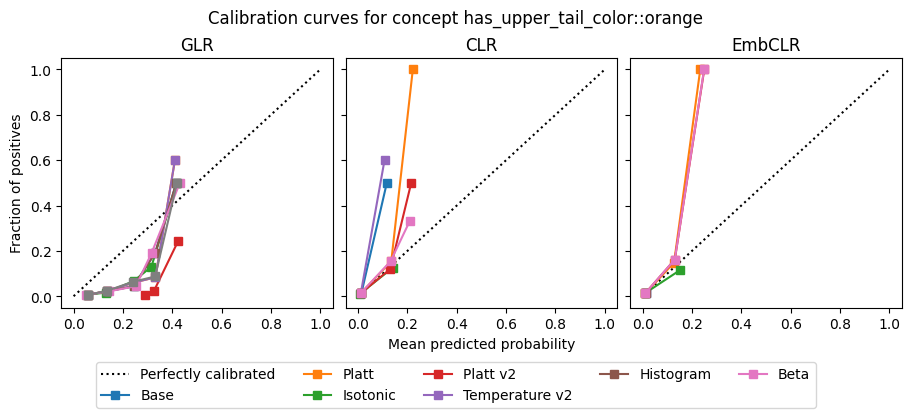 Calibration curves for concept has_upper_tail_color::orange
GLR
CLR
EmbCLR
Fraction of positives
1.0
0.8
0.6
0.4
0.2
0.0
0.0 0.2 0.4 0.6 0.8 1.0
0.0 0.2 0.4 0.6 0.8 1.0
0.0 0.2 0.4 0.6 0.8 1.0
Mean predicted probability
Perfectly calibrated
Base
Platt
Isotonic
Platt v2
Temperature v2
Histogram
Beta